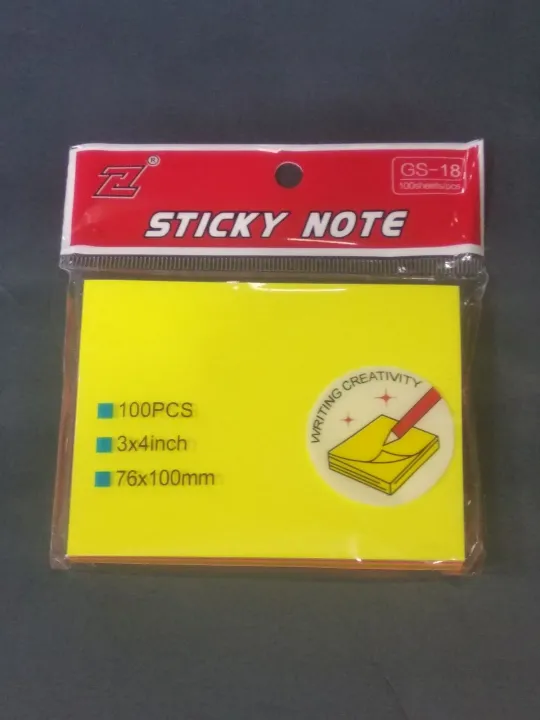 Z®
GS-18
100sheets/pcs
STICKY NOTE
WRITING CREATIVITY
100PCS
3x4inch
76x100mm